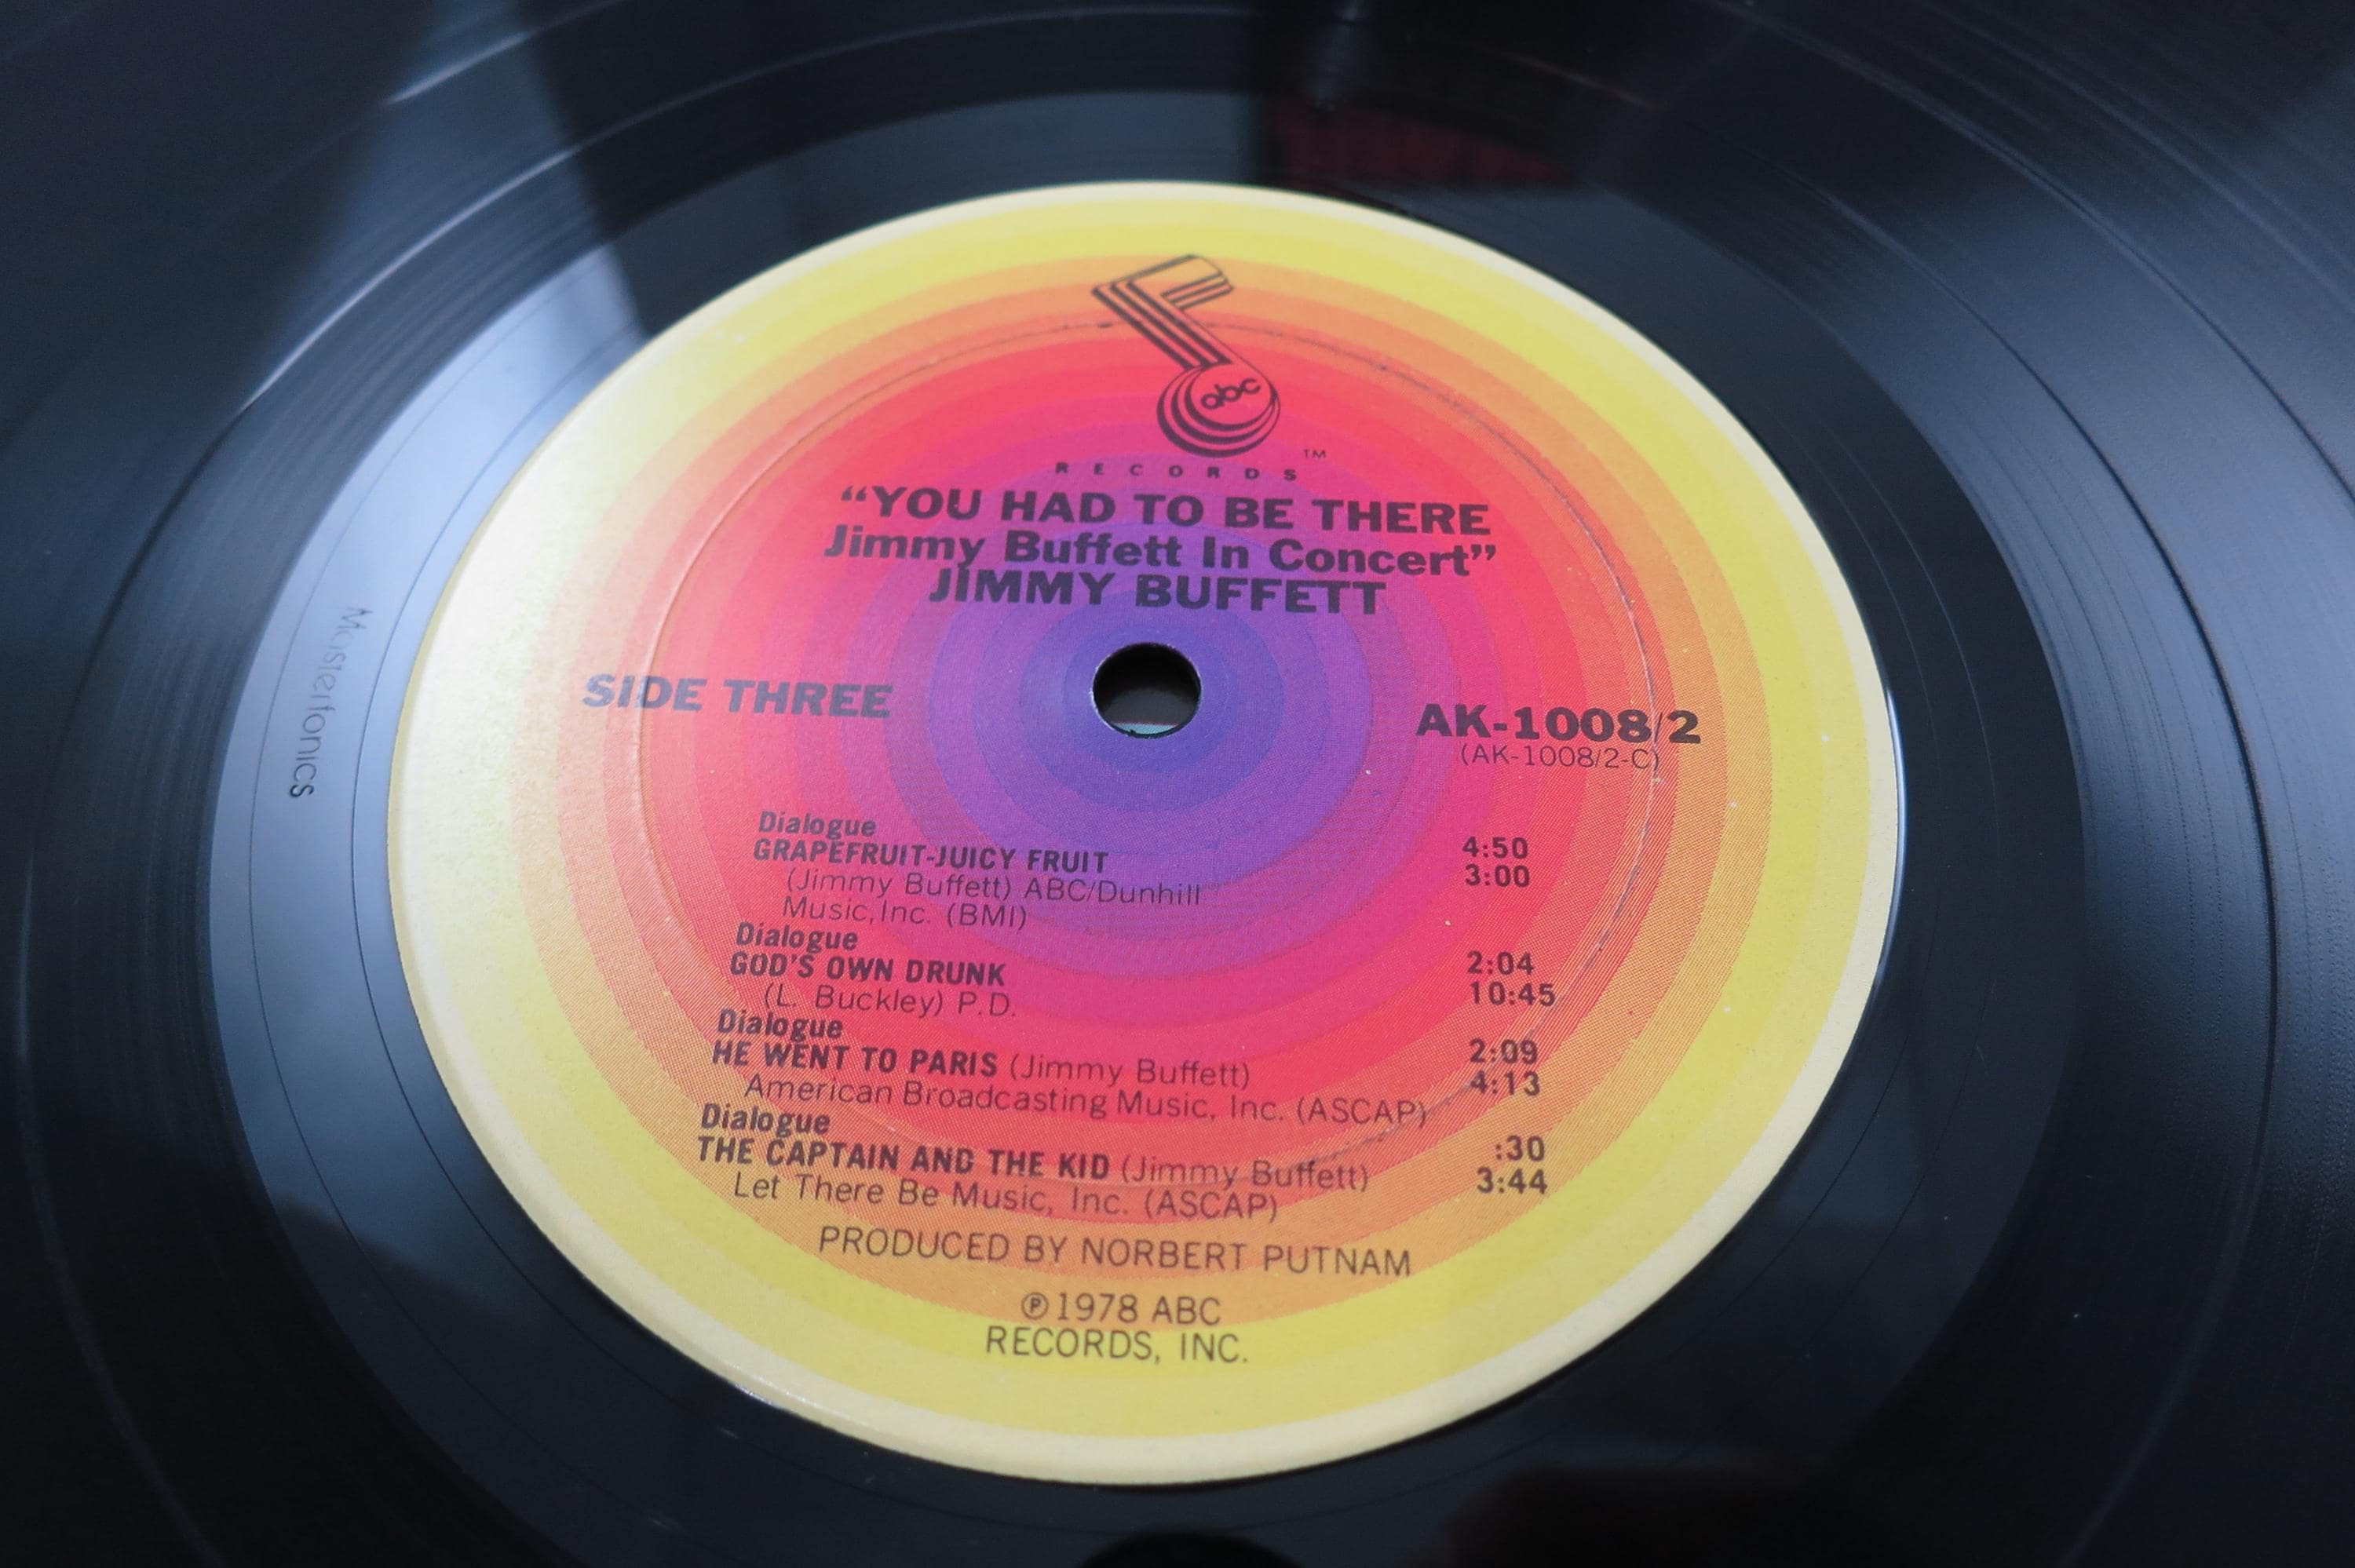 abc
RECORDS™
“YOU HAD TO BE THERE
Jimmy Buffett In Concert”
JIMMY BUFFETT
SIDE THREE
AK-1008/2
(AK-1008/2-C)
Dialogue 4:50
GRAPEFRUIT-JUICY FRUIT 3:00
(Jimmy Buffett) ABC/Dunhill
Music, Inc. (BMI)
Dialogue 2:04
GOD'S OWN DRUNK 10:45
(L. Buckley) P.D.
Dialogue 2:09
HE WENT TO PARIS (Jimmy Buffett) 4:13
American Broadcasting Music, Inc. (ASCAP)
Dialogue :30
THE CAPTAIN AND THE KID (Jimmy Buffett) 3:44
Let There Be Music, Inc. (ASCAP)
PRODUCED BY NORBERT PUTNAM
℗1978 ABC
RECORDS, INC.
Masterfonics